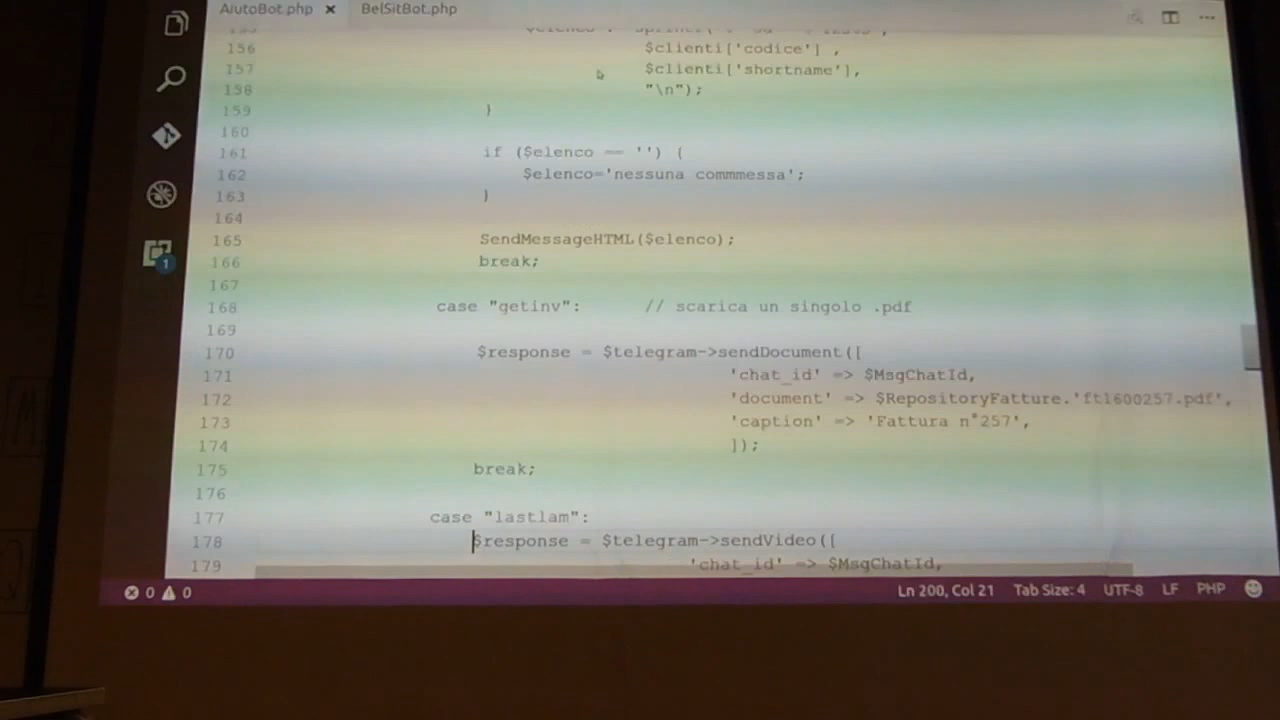 AiutoBot.php × BelSitBot.php
156 $clienti['codice'] ,
157 $clienti['shortname'],
158 "\n");
159 }
160
161 if ($elenco == '') {
162 $elenco='nessuna commmessa';
163 }
164
165 SendMessageHTML($elenco);
166 break;
167
168 case "getinv": // scarica un singolo .pdf
169
170 $response = $telegram->sendDocument([
171 'chat_id' => $MsgChatId,
172 'document' => $RepositoryFatture.'ft1600257.pdf',
173 'caption' => 'Fattura n°257',
174 ]);
175 break;
176
177 case "lastlam":
178 $response = $telegram->sendVideo([
179 'chat_id' => $MsgChatId,
1
0 0 Ln 200, Col 21 Tab Size: 4 UTF-8 LF PHP